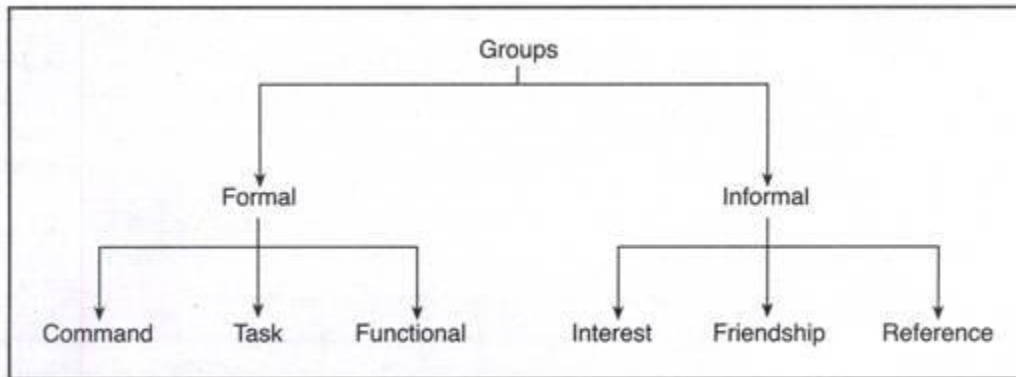 Groups
Formal Informal
Command Task Functional Interest Friendship Reference